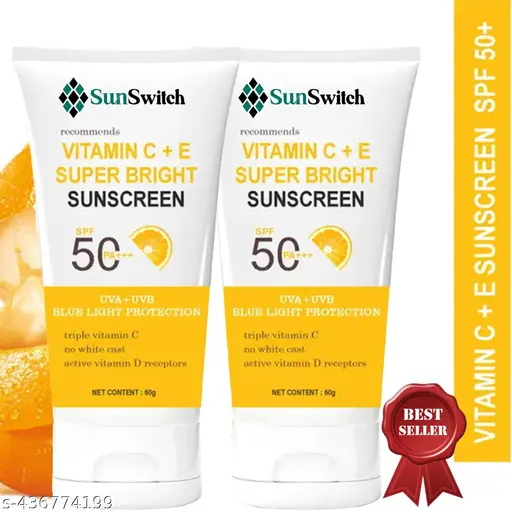 SunSwitch
recommends
VITAMIN C + E
SUPER BRIGHT
SUNSCREEN
SPF
50
PA+++
UVA+UVB
BLUE LIGHT PROTECTION
triple vitamin C
no white cast
active vitamin D receptors
NET CONTENT : 60g
SunSwitch
recommends
VITAMIN C + E
SUPER BRIGHT
SUNSCREEN
SPF
50
PA+++
UVA+UVB
BLUE LIGHT PROTECTION
triple vitamin C
no white cast
active vitamin D receptors
NET CONTENT : 60g
VITAMIN C + E SUNSCREEN SPF 50+
BEST
SELLER
s-436774199